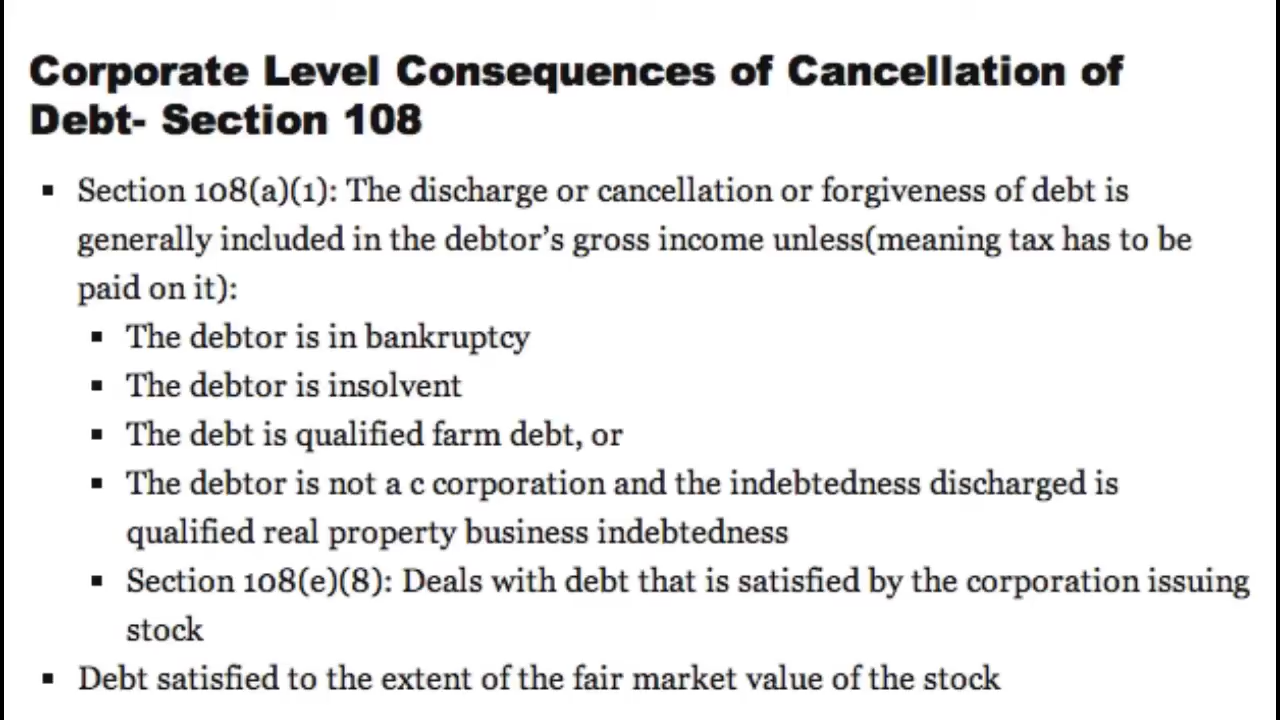 Corporate Level Consequences of Cancellation of
Debt- Section 108
▪ Section 108(a)(1): The discharge or cancellation or forgiveness of debt is
generally included in the debtor’s gross income unless(meaning tax has to be
paid on it):
▪ The debtor is in bankruptcy
▪ The debtor is insolvent
▪ The debt is qualified farm debt, or
▪ The debtor is not a c corporation and the indebtedness discharged is
qualified real property business indebtedness
▪ Section 108(e)(8): Deals with debt that is satisfied by the corporation issuing
stock
▪ Debt satisfied to the extent of the fair market value of the stock